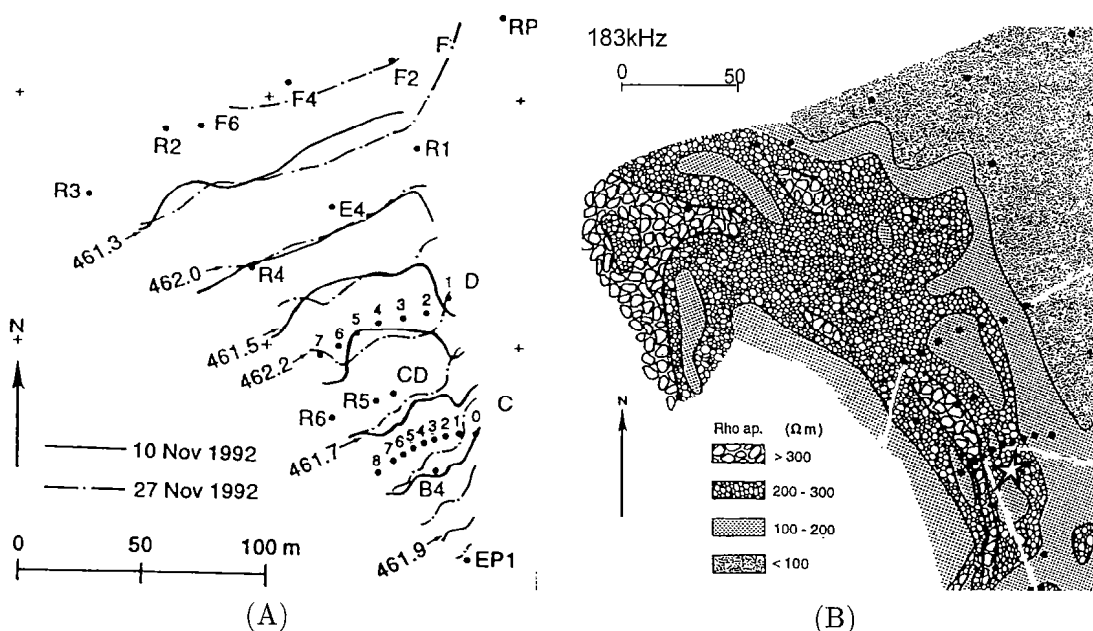 RP
F
F2
F4
F6
R2
R1
R3
E4
461.3
R4
462.0
1
D
2
3
4
5
6
7
461.5
462.2
N
CD
R5
C
R6
0
1
2
3
4
5
6
7
8
461.7
B4
10 Nov 1992
27 Nov 1992
461.9
EP1
0 50 100 m
(A)
183kHz
0 50
N
Rho ap. (Ωm)
> 300
200 - 300
100 - 200
< 100
(B)